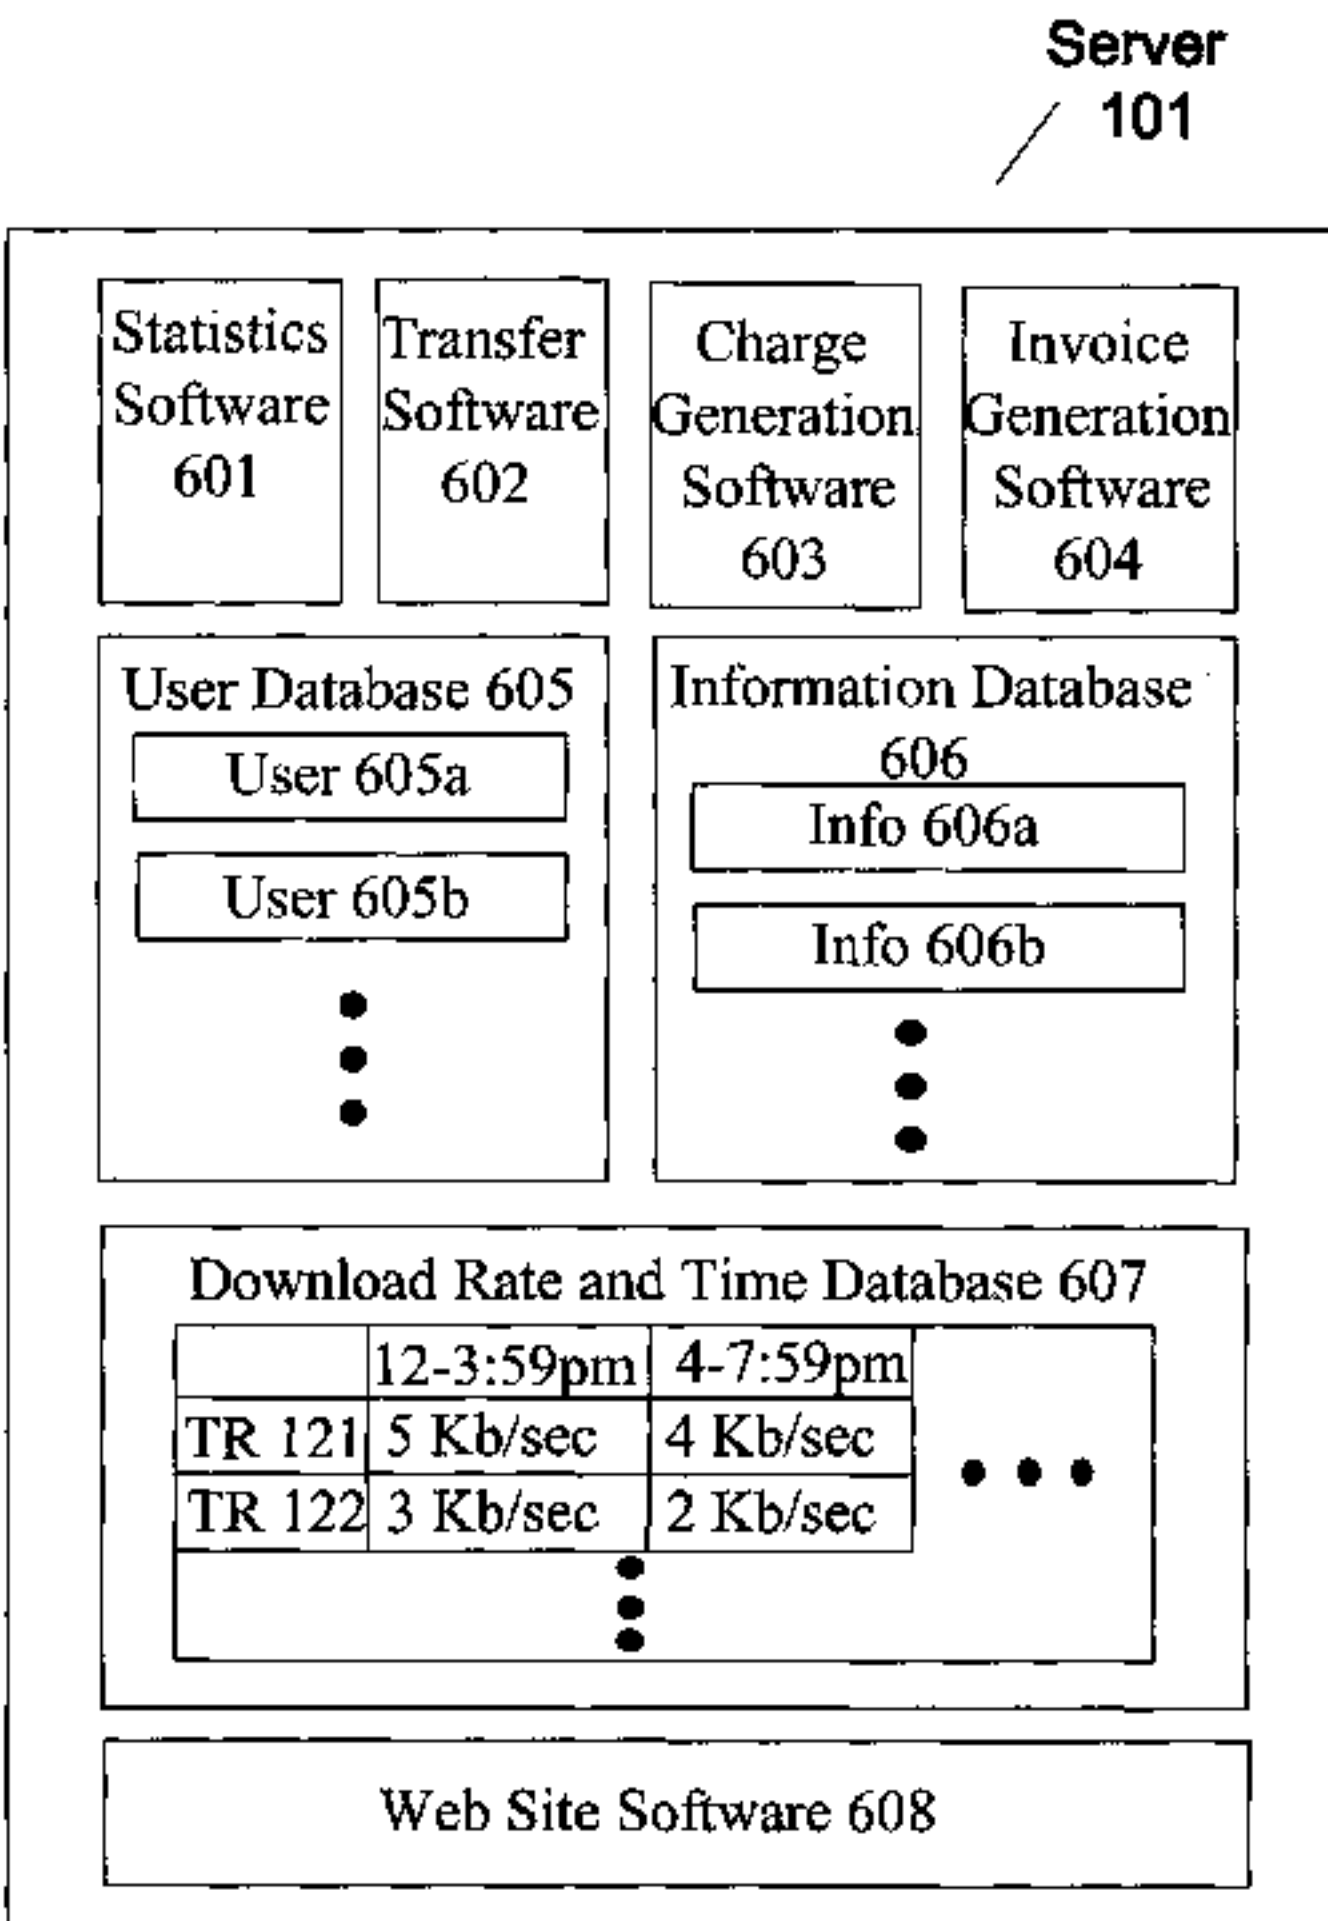 Server
101
Statistics
Software
601
Transfer
Software
602
Charge
Generation
Software
603
Invoice
Generation
Software
604
User Database 605
User 605a
User 605b
Information Database
606
Info 606a
Info 606b
Download Rate and Time Database 607
12-3:59pm 4-7:59pm
TR 121 5 Kb/sec 4 Kb/sec
TR 122 3 Kb/sec 2 Kb/sec
Web Site Software 608